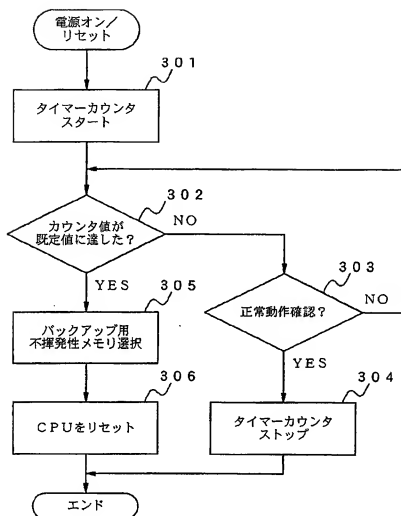 電源オン/
リセット
301
タイマーカウンタ
スタート
302
カウンタ値が
既定値に達した?
NO
303
YES
305
正常動作確認?
NO
バックアップ用
不揮発性メモリ選択
YES
306
304
CPUをリセット
タイマーカウンタ
ストップ
エンド